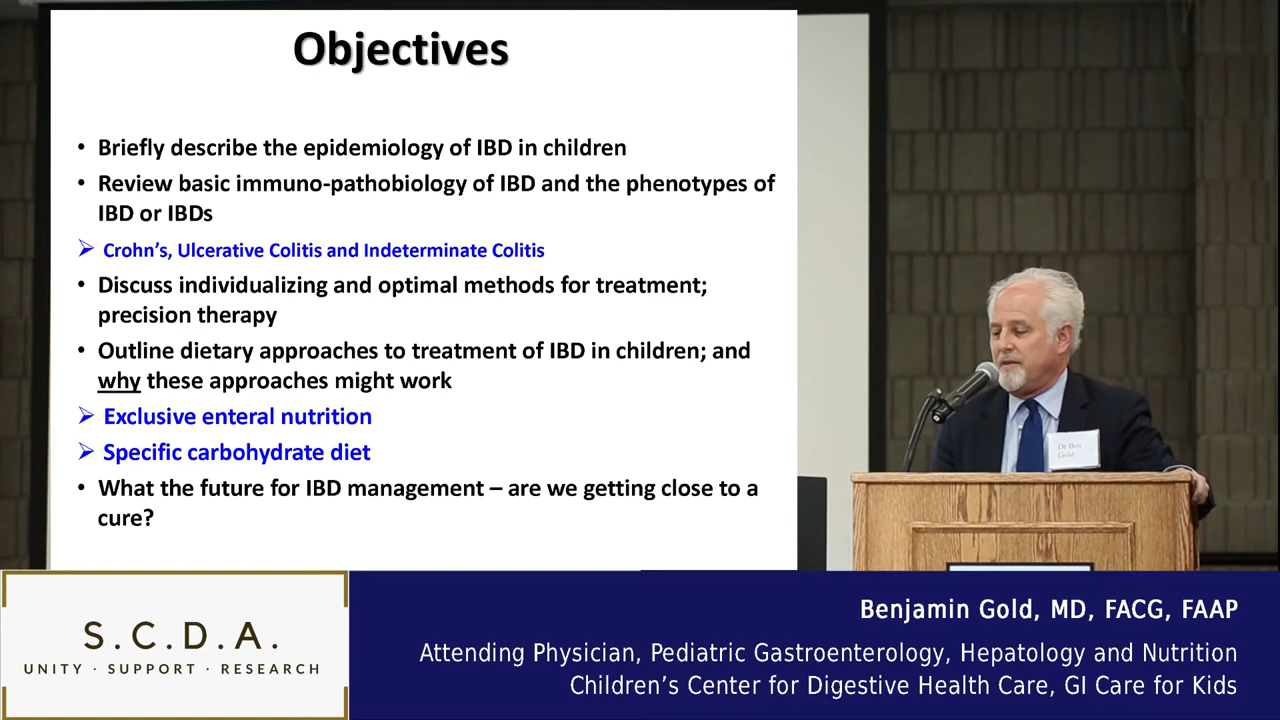 Objectives
• Briefly describe the epidemiology of IBD in children
• Review basic immuno-pathobiology of IBD and the phenotypes of
IBD or IBDs
➢ Crohn's, Ulcerative Colitis and Indeterminate Colitis
• Discuss individualizing and optimal methods for treatment;
precision therapy
• Outline dietary approaches to treatment of IBD in children; and
why these approaches might work
➢ Exclusive enteral nutrition
➢ Specific carbohydrate diet
• What the future for IBD management – are we getting close to a
cure?
Dr Ben
Gold
S.C.D.A.
UNITY · SUPPORT · RESEARCH
Benjamin Gold, MD, FACG, FAAP
Attending Physician, Pediatric Gastroenterology, Hepatology and Nutrition
Children's Center for Digestive Health Care, GI Care for Kids